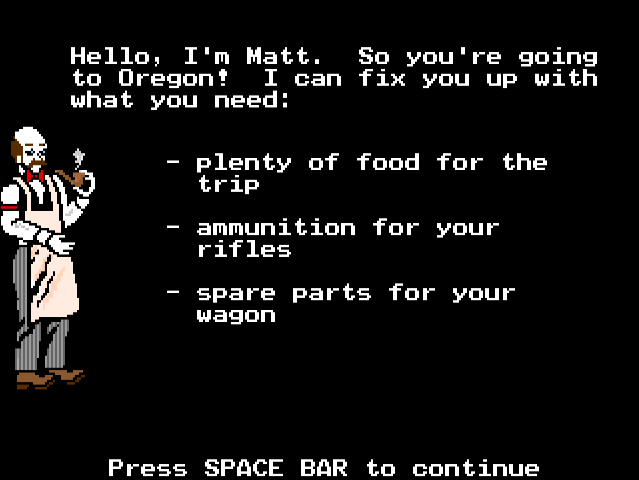 Hello, I'm Matt.  So you're going
to Oregon!  I can fix you up with
what you need:
- plenty of food for the
trip
- ammunition for your
rifles
- spare parts for your
wagon
Press SPACE BAR to continue